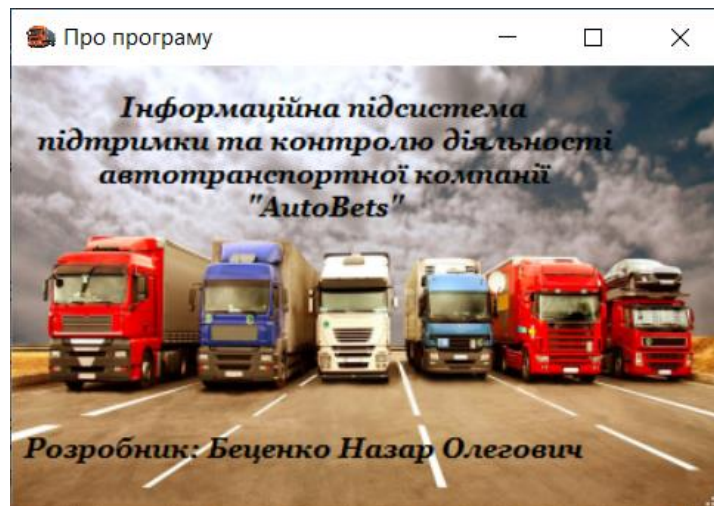 Про програму
Інформаційна підсистема
підтримки та контролю діяльності
автотранспортної компанії
"AutoBets"
Розробник: Беценко Назар Олегович